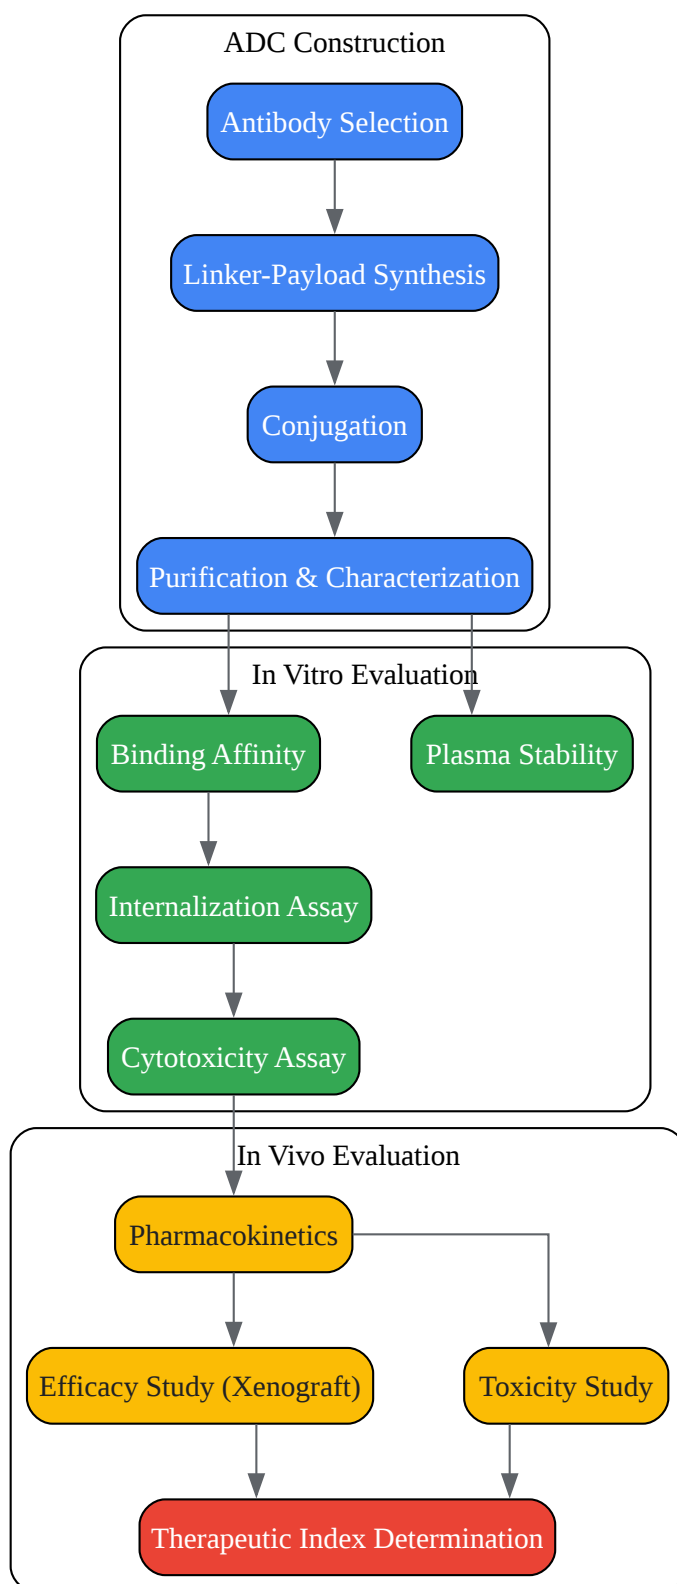 ADC Construction
Antibody Selection
Linker-Payload Synthesis
Conjugation
Purification & Characterization
In Vitro Evaluation
Binding Affinity
Plasma Stability
Internalization Assay
Cytotoxicity Assay
In Vivo Evaluation
Pharmacokinetics
Efficacy Study (Xenograft)
Toxicity Study
Therapeutic Index Determination